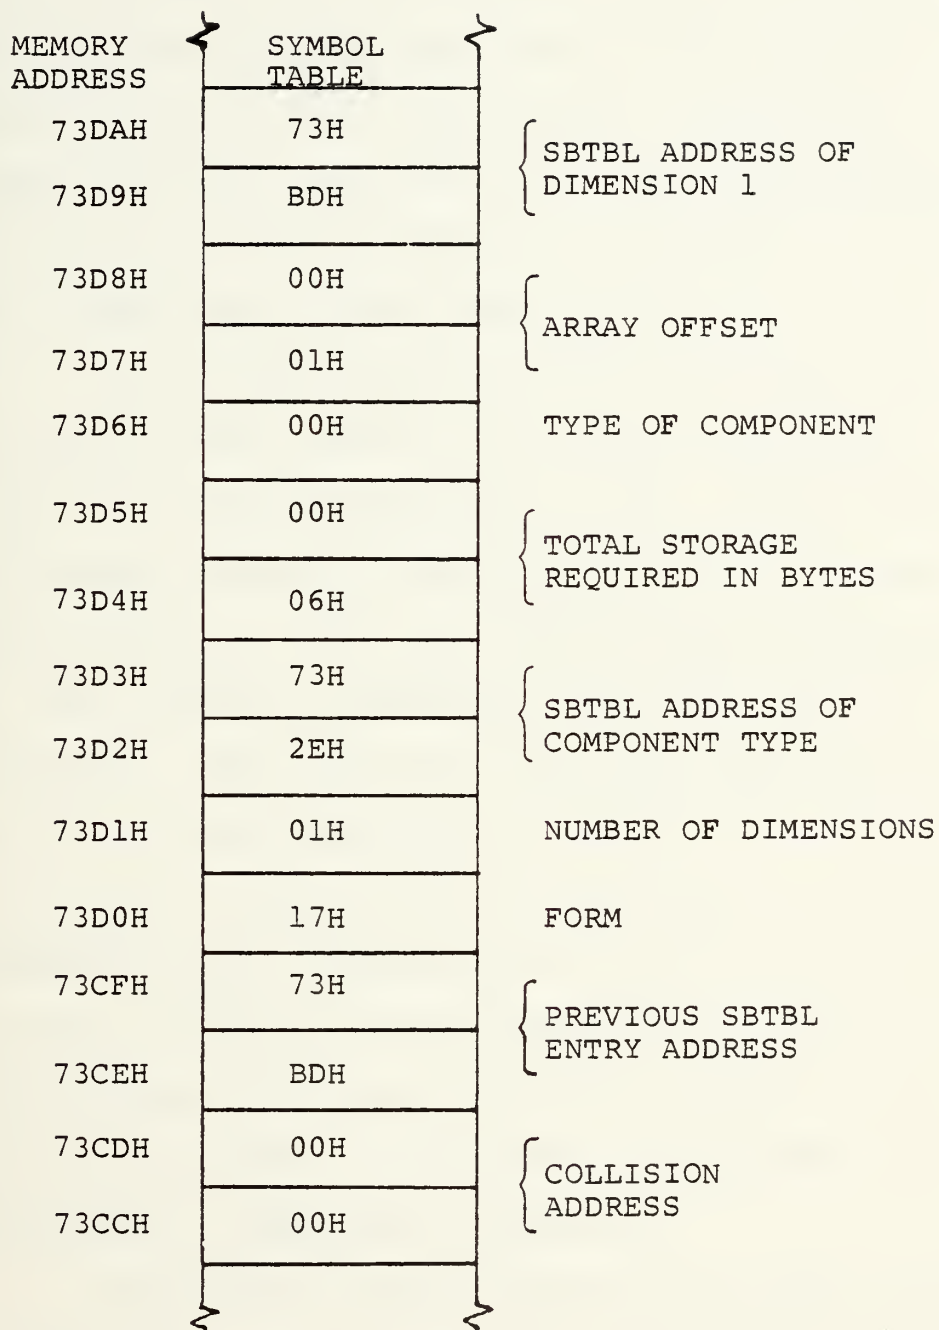 MEMORY ADDRESS SYMBOL TABLE
73DAH 73H SBTBL ADDRESS OF DIMENSION 1
73D9H BDH
73D8H 00H ARRAY OFFSET
73D7H 01H
73D6H 00H TYPE OF COMPONENT
73D5H 00H TOTAL STORAGE REQUIRED IN BYTES
73D4H 06H
73D3H 73H SBTBL ADDRESS OF COMPONENT TYPE
73D2H 2EH
73D1H 01H NUMBER OF DIMENSIONS
73D0H 17H FORM
73CFH 73H PREVIOUS SBTBL ENTRY ADDRESS
73CEH BDH
73CDH 00H COLLISION ADDRESS
73CCH 00H